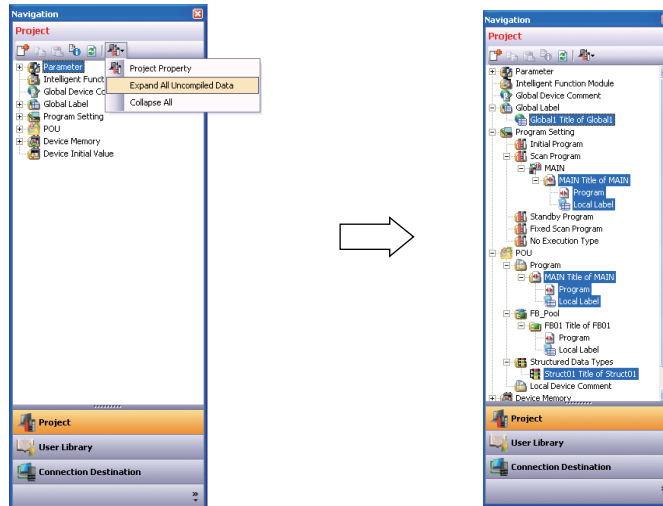 Navigation
Project
Parameter
Intelligent Funct
Global Device Co
Global Label
Program Setting
POU
Device Memory
Device Initial Value
Project Property
Expand All Uncompiled Data
Collapse All
Project
User Library
Connection Destination
Navigation
Project
Parameter
Intelligent Function Module
Global Device Comment
Global Label
Global1 Title of Global1
Program Setting
Initial Program
Scan Program
MAIN
MAIN Title of MAIN
Program
Local Label
Standby Program
Fixed Scan Program
No Execution Type
POU
Program
MAIN Title of MAIN
Program
Local Label
FB_Pool
FB01 Title of FB01
Program
Local Label
Structured Data Types
Struct01 Title of Struct01
Local Device Comment
Device Memory
Project
User Library
Connection Destination